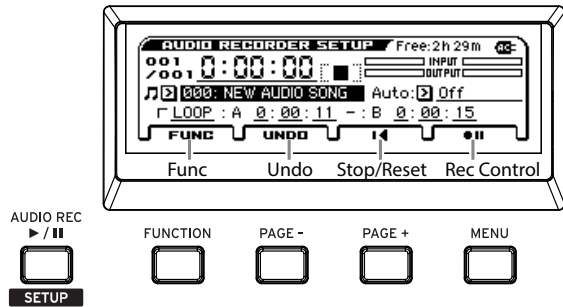 AUDIO RECORDER SETUP Free:2h 29m AC
001 /001 0:00:00 INPUT OUTPUT
000: NEW AUDIO SONG Auto: Off
LOOP : A 0:00:11 - : B 0:00:15
FUNC UNDO
Func Undo Stop/Reset Rec Control
AUDIO REC
▶ / II FUNCTION PAGE - PAGE + MENU
SETUP